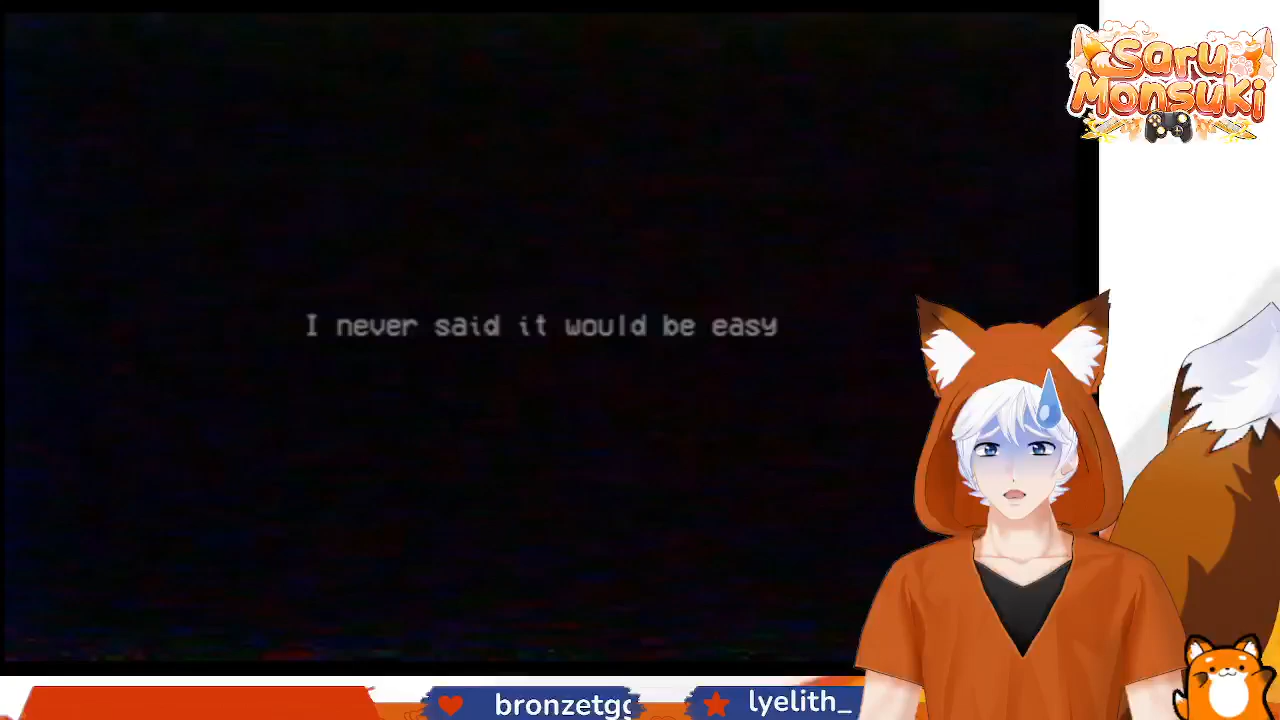 Saru
Monsuki
I never said it would be easy
bronzetgc
lyelith_